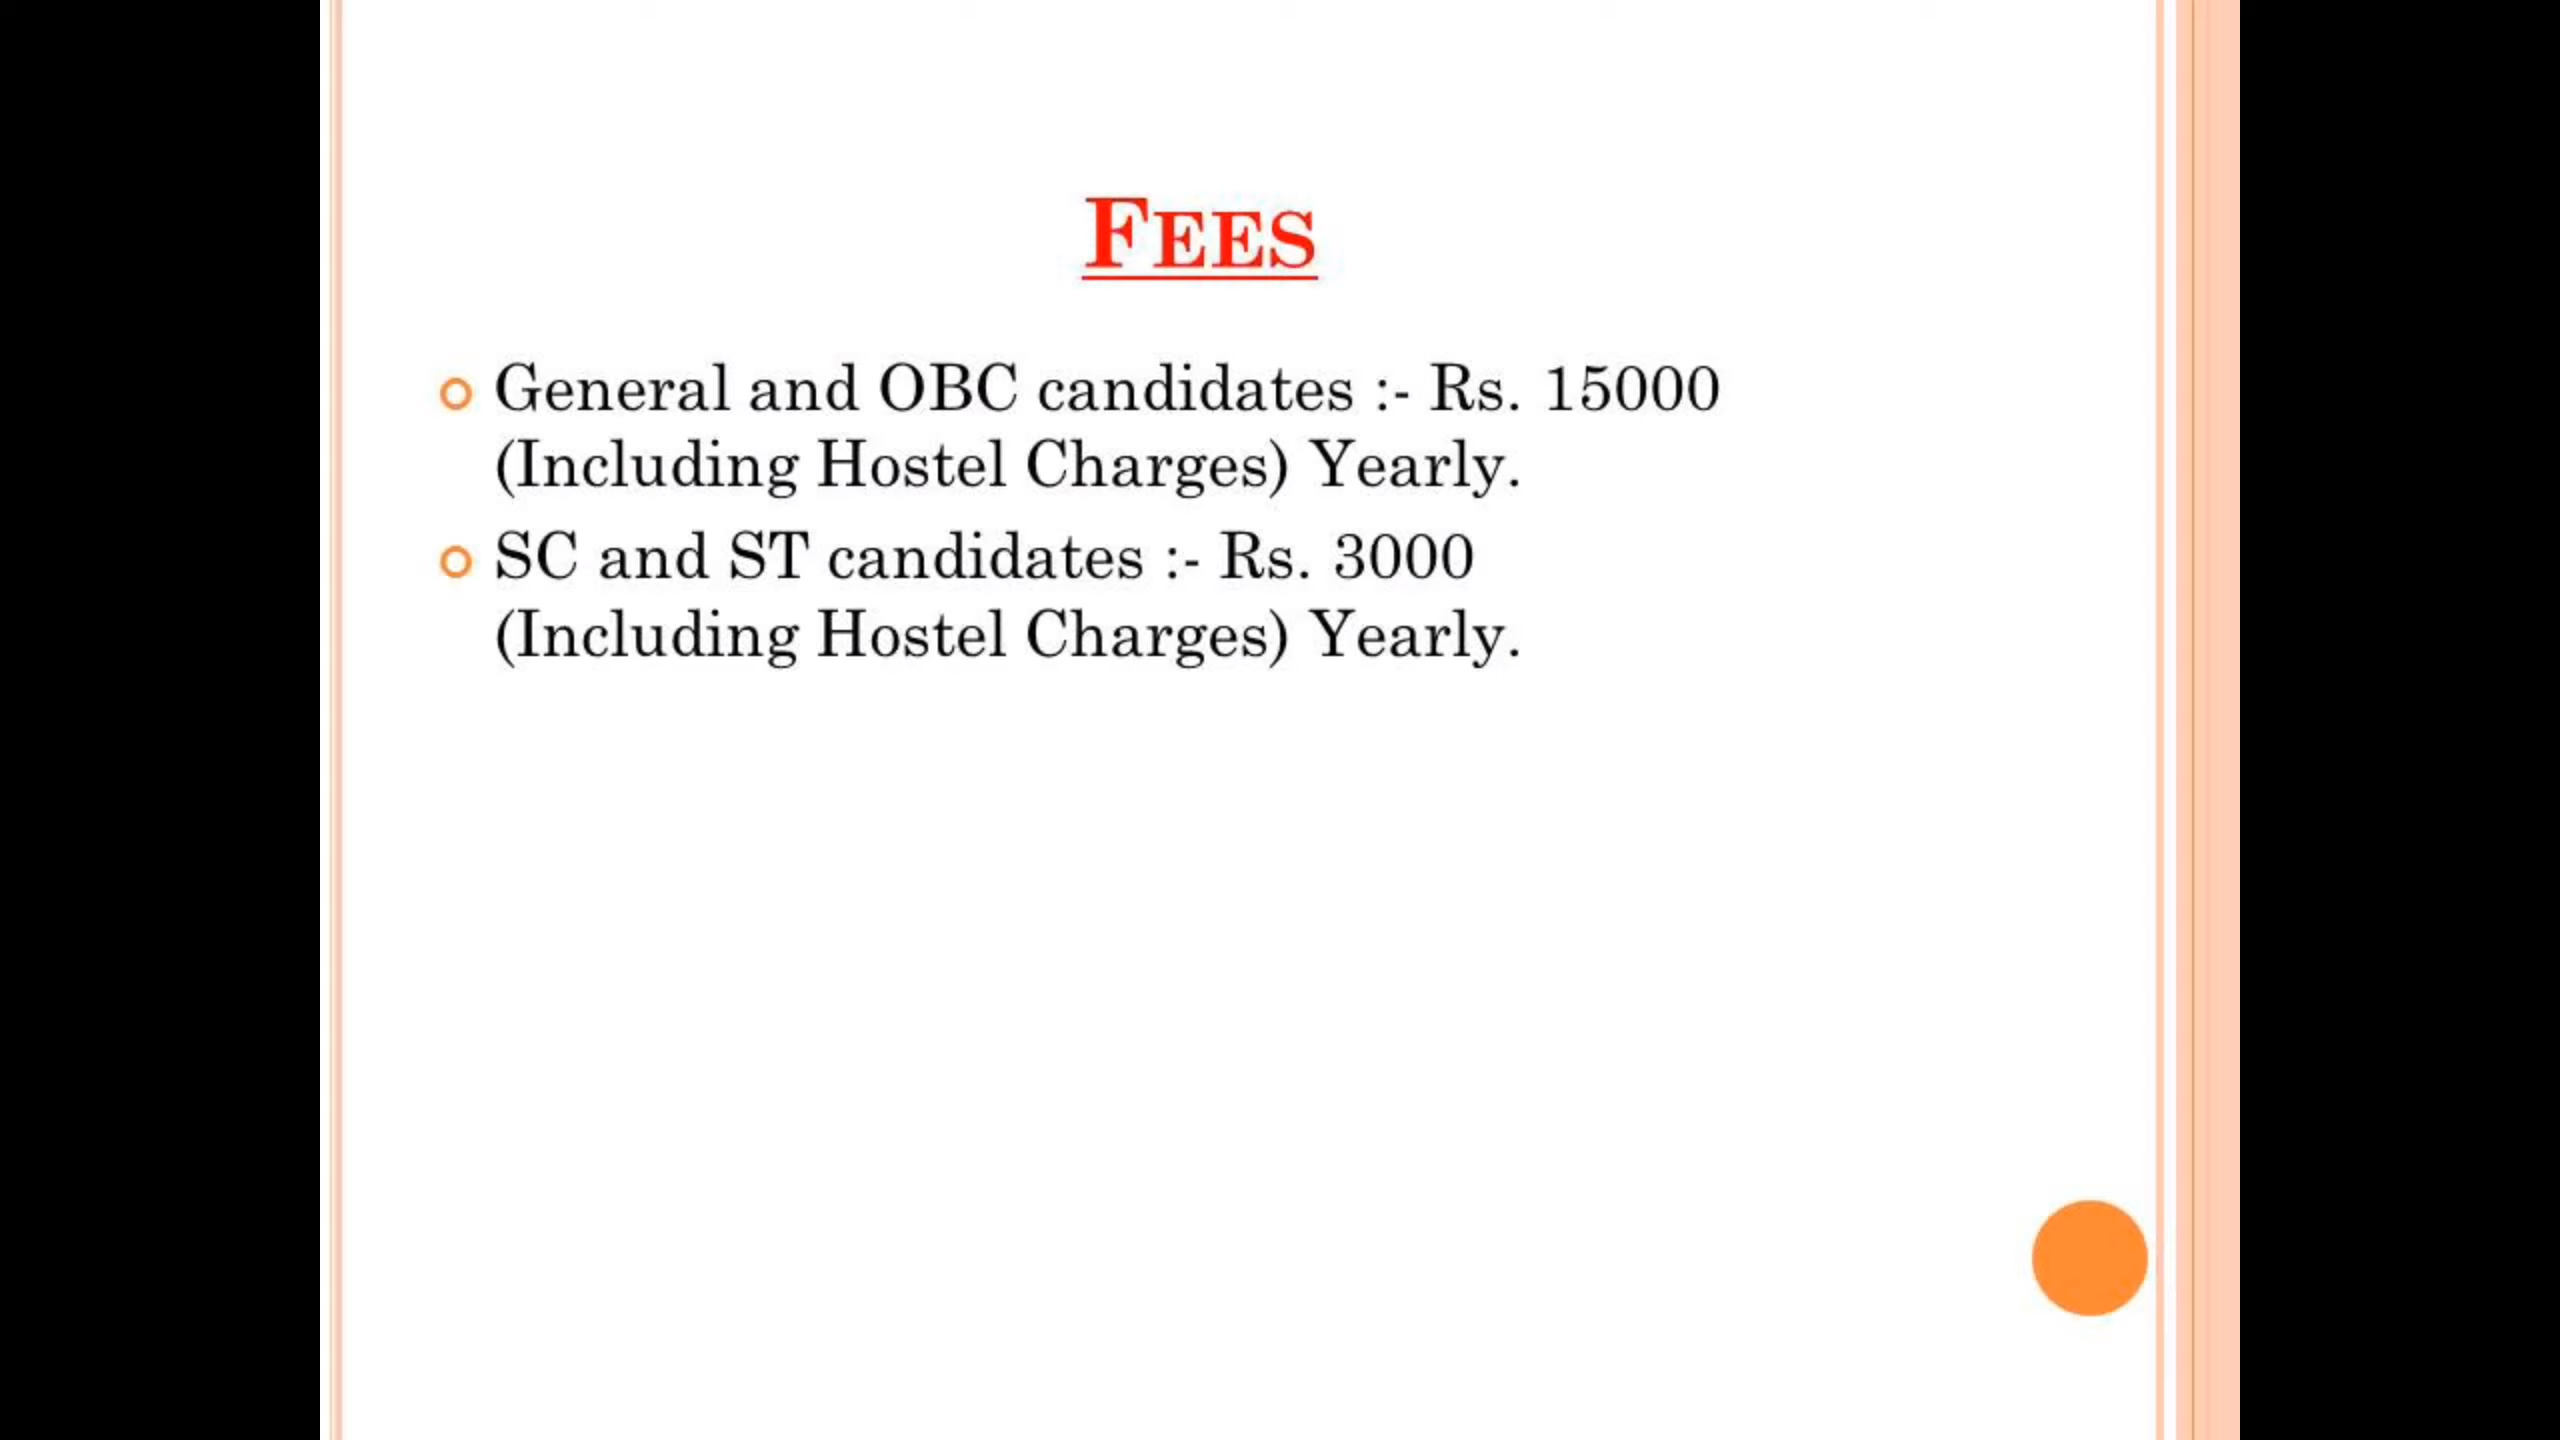 FEES
General and OBC candidates :- Rs. 15000
(Including Hostel Charges) Yearly.
SC and ST candidates :- Rs. 3000
(Including Hostel Charges) Yearly.